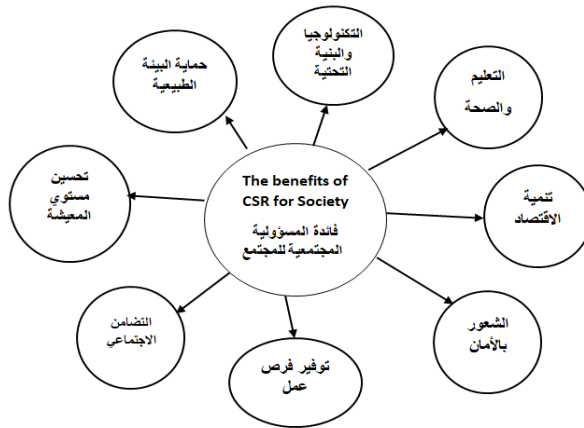 التكنولوجيا
والبنية
التحتية
حماية البيئة
الطبيعية
التعليم
والصحة
The benefits of
CSR for Society
فائدة المسؤولية
المجتمعية للمجتمع
تحسين
مستوي
المعيشة
تنمية
الاقتصاد
التضامن
الاجتماعي
الشعور
بالأمان
توفير فرص
عمل